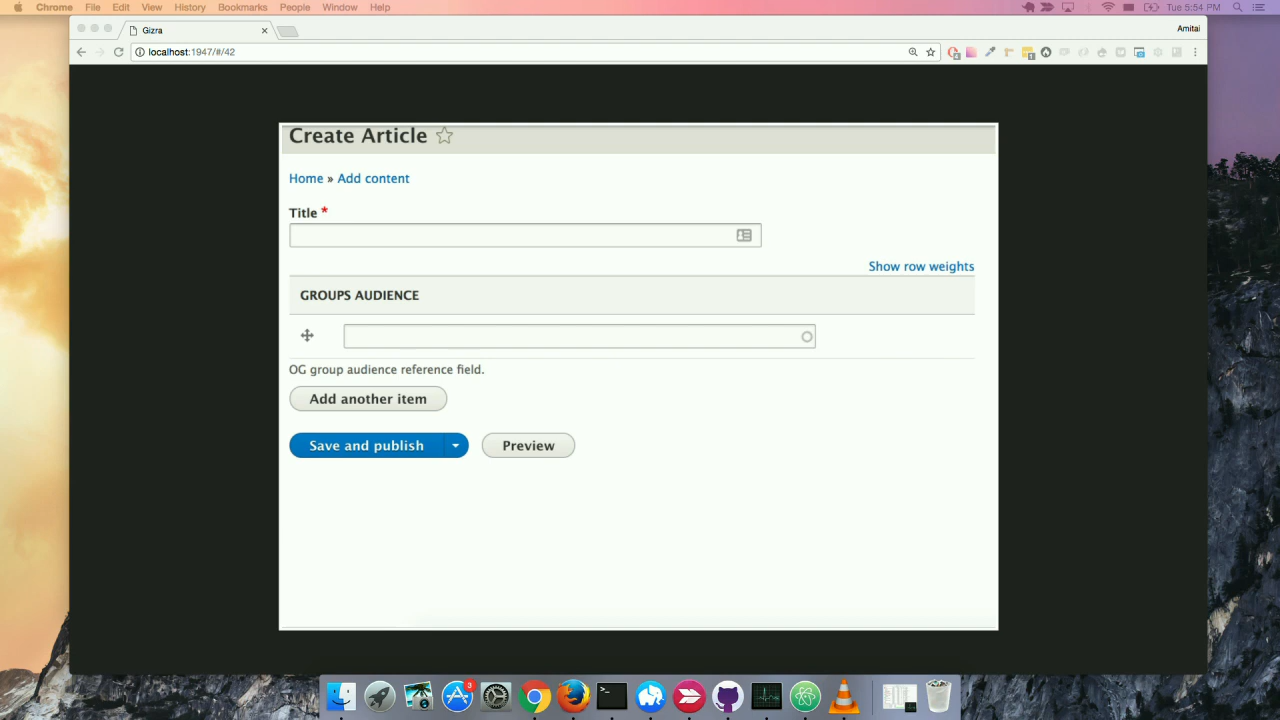 Chrome File Edit View History Bookmarks People Window Help Tue 5:54 PM
Gizra Amitai
localhost:1947/#/42
Create Article
Home » Add content
Title *
Show row weights
GROUPS AUDIENCE
OG group audience reference field.
Add another item
Save and publish Preview
3